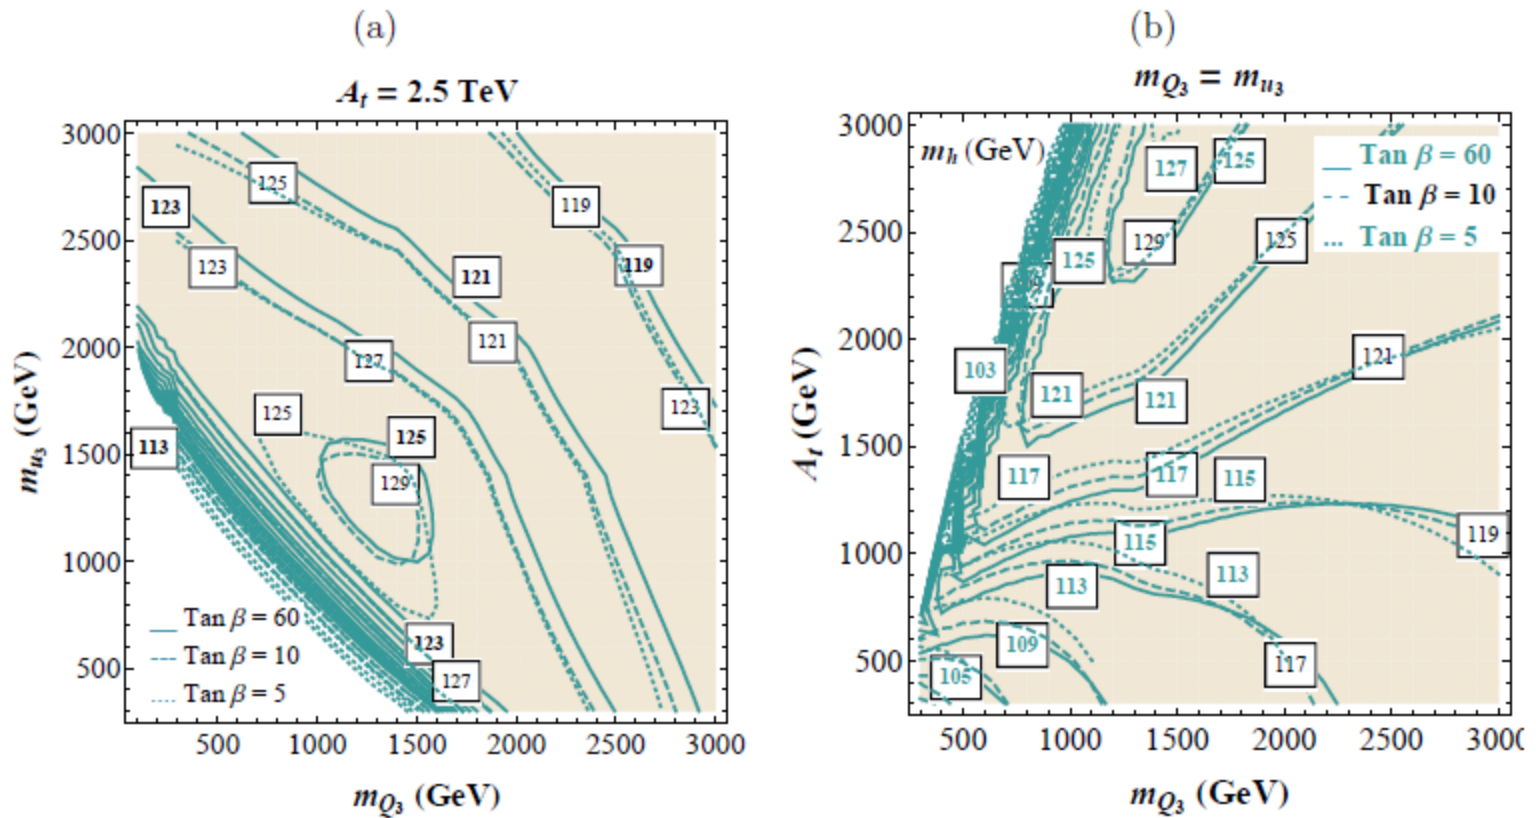 (a)
A_t = 2.5 TeV
3000
2500
2000
1500
1000
500
m_{u_3} (GeV)
125
123
123
119
119
121
121
127
123
125
125
129
113
123
127
Tan β = 60
Tan β = 10
Tan β = 5
500 1000 1500 2000 2500 3000
m_{Q_3} (GeV)
(b)
m_{Q_3} = m_{u_3}
3000
2500
2000
1500
1000
500
A_t (GeV)
m_h (GeV)
Tan β = 60
Tan β = 10
Tan β = 5
127
125
129
125
125
103
121
121
121
117
117
115
115
119
113
113
109
117
105
500 1000 1500 2000 2500 300
m_{Q_3} (GeV)